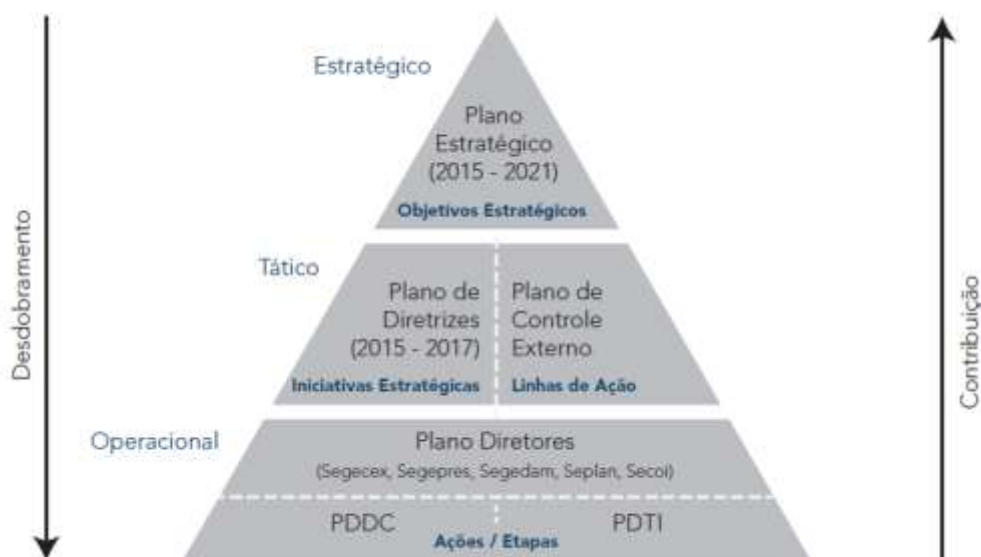 Estratégico
Plano
Estratégico
(2015 - 2021)
Objetivos Estratégicos
Tático
Plano de
Diretrizes
(2015 - 2017)
Iniciativas Estratégicas
Plano de
Controle
Externo
Linhas de Ação
Operacional
Plano Diretores
(Segecex, Segepres, Segedam, Seplan, Secoi)
PDDC
PDTI
Ações / Etapas
Desdobramento
Contribuição